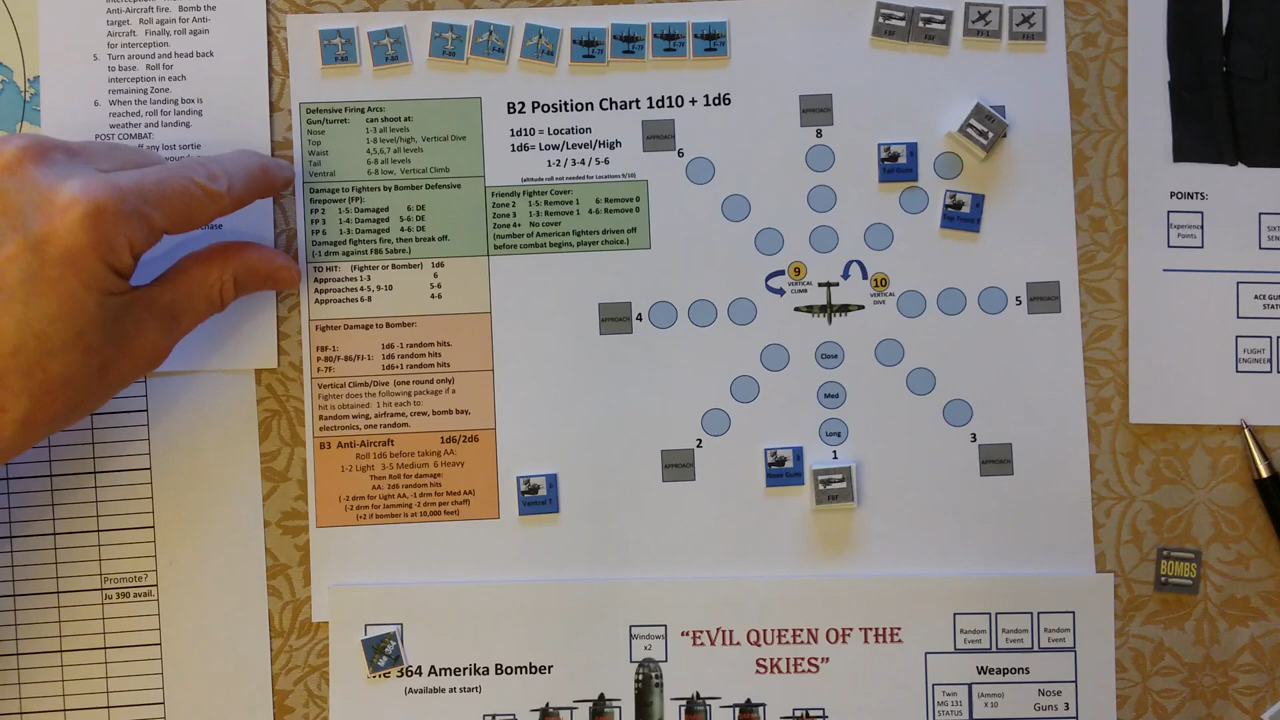 interception. Then roll for
Anti-Aircraft Fire. Bomb the
target. Roll again for Anti-
Aircraft. Finally, roll again
for interception.
5. Turn around and head back
to base. Roll for
interception in each
remaining Zone.
6. When the landing box is
reached, roll for landing
weather and landing.
POST COMBAT:
any lost sortie
Promote?
Ju 390 avail.
F-80
F-80
F-80
F-86
F-86
F-7F
F-7F
F-7F
F-7F
F8F
F8F
FJ-1
FJ-1
Defensive Firing Arcs:
Gun/turret: can shoot at:
Nose 1-3 all levels
Top 1-8 level/high, Vertical Dive
Waist 4,5,6,7 all levels
Tail 6-8 all levels
Ventral 6-8 low, Vertical Climb
Damage to Fighters by Bomber Defensive
firepower (FP):
FP 2 1-5: Damaged 6: DE
FP 3 1-4: Damaged 5-6: DE
FP 6 1-3: Damaged 4-6: DE
Damaged fighters fire, then break off.
(-1 drm against F86 Sabre.)
TO HIT: (Fighter or Bomber) 1d6
Approaches 1-3 6
Approaches 4-5, 9-10 5-6
Approaches 6-8 4-6
Fighter Damage to Bomber:
F8F-1: 1d6 -1 random hits.
P-80/F-86/FJ-1: 1d6 random hits
F-7F: 1d6+1 random hits
Vertical Climb/Dive (one round only)
Fighter does the following package if a
hit is obtained: 1 hit each to:
Random wing, airframe, crew, bomb bay,
electronics, one random.
B3 Anti-Aircraft 1d6/2d6
Roll 1d6 before taking AA:
1-2 Light 3-5 Medium 6 Heavy
Then Roll for damage:
AA: 2d6 random hits
(-2 drm for Light AA, -1 drm for Med AA)
(-2 drm for Jamming -2 drm per chaff)
(+2 if bomber is at 10,000 feet)
B2 Position Chart 1d10 + 1d6
1d10 = Location
1d6= Low/Level/High
1-2 / 3-4 / 5-6
(altitude roll not needed for Locations 9/10)
Friendly Fighter Cover:
Zone 2 1-5: Remove 1 6: Remove 0
Zone 3 1-3: Remove 1 4-6: Remove 0
Zone 4+ No cover
(number of American fighters driven off
before combat begins, player choice.)
APPROACH
6
APPROACH
8
Tail Guns
Top Front T
9
VERTICAL
CLIMB
10
VERTICAL
DIVE
APPROACH 4
5 APPROACH
Close
Med
Long
1
2
APPROACH
3
APPROACH
Nose Guns
F8F
Ventral T
"EVIL QUEEN OF THE
SKIES"
Windows
x2
364 Amerika Bomber
(Available at start)
Random
Event
Random
Event
Random
Event
Weapons
Twin
MG 131
STATUS
(Ammo)
X 10
Nose
Guns 3
POINTS:
Experience
Points
FLIGHT
ENGINEER
BOMBS